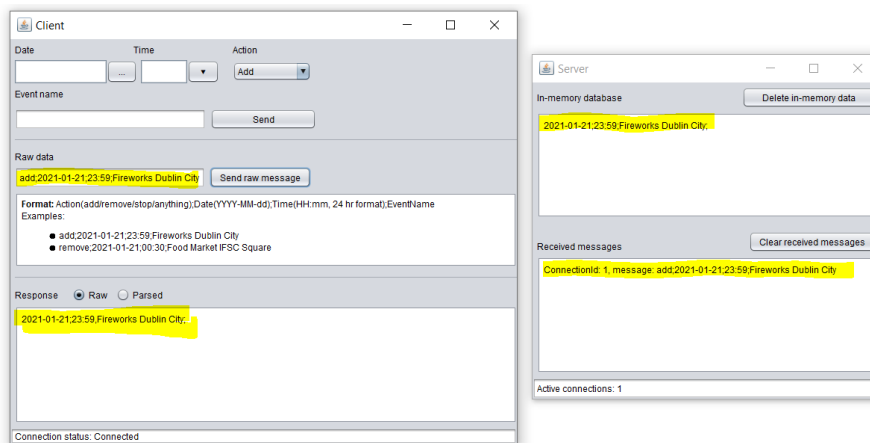 Client
Date Time Action
... Add
Event name
Send
Raw data
add;2021-01-21;23:59;Fireworks Dublin City Send raw message
Format: Action(add/remove/stop/anything);Date(YYYY-MM-dd);Time(HH:mm, 24 hr format);EventName
Examples:
add;2021-01-21;23:59;Fireworks Dublin City
remove;2021-01-21;00:30;Food Market IFSC Square
Response Raw Parsed
2021-01-21;23:59,Fireworks Dublin City;
Connection status: Connected
Server
In-memory database Delete in-memory data
2021-01-21;23:59;Fireworks Dublin City;
Received messages Clear received messages
ConnectionId: 1, message: add;2021-01-21;23:59;Fireworks Dublin City
Active connections: 1